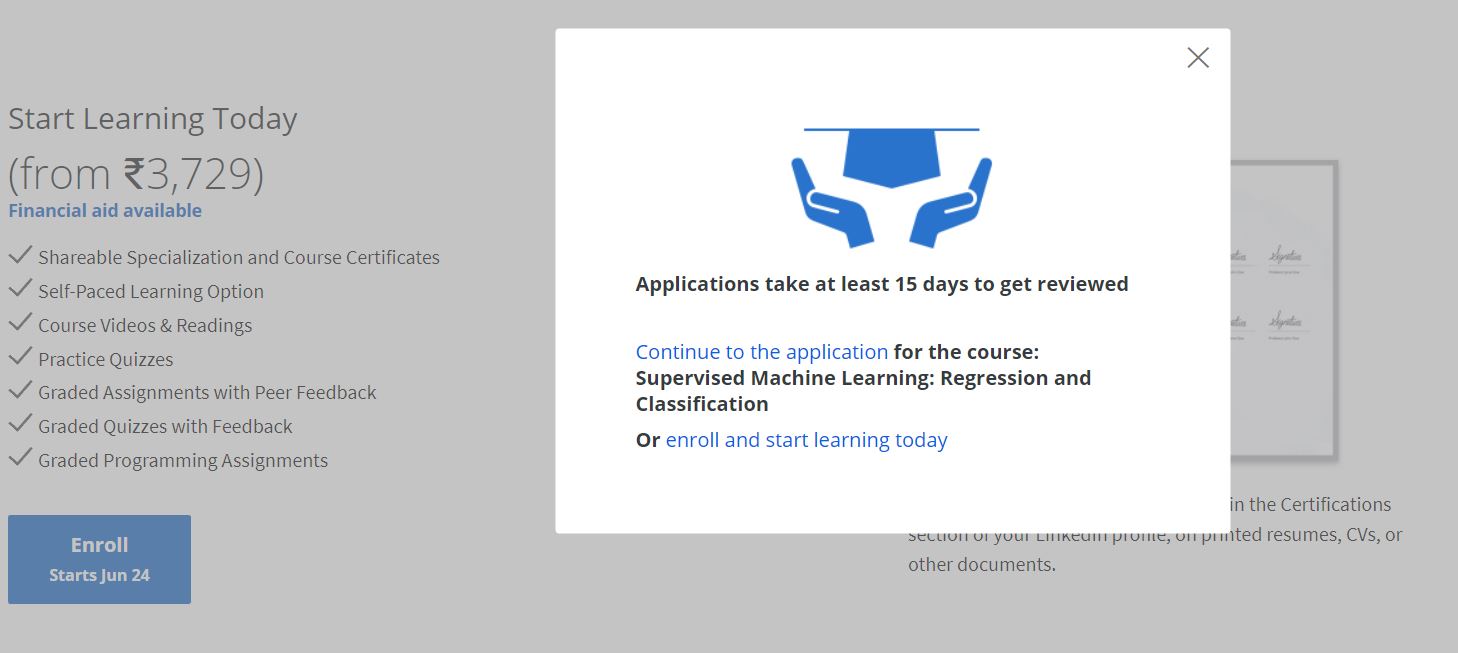 Start Learning Today
(from ₹3,729)
Financial aid available
Shareable Specialization and Course Certificates
Self-Paced Learning Option
Course Videos & Readings
Practice Quizzes
Graded Assignments with Peer Feedback
Graded Quizzes with Feedback
Graded Programming Assignments
Enroll
Starts Jun 24
Applications take at least 15 days to get reviewed
Continue to the application for the course:
Supervised Machine Learning: Regression and
Classification
Or enroll and start learning today
in the Certifications
section of your LinkedIn profile, on printed resumes, CVs, or
other documents.